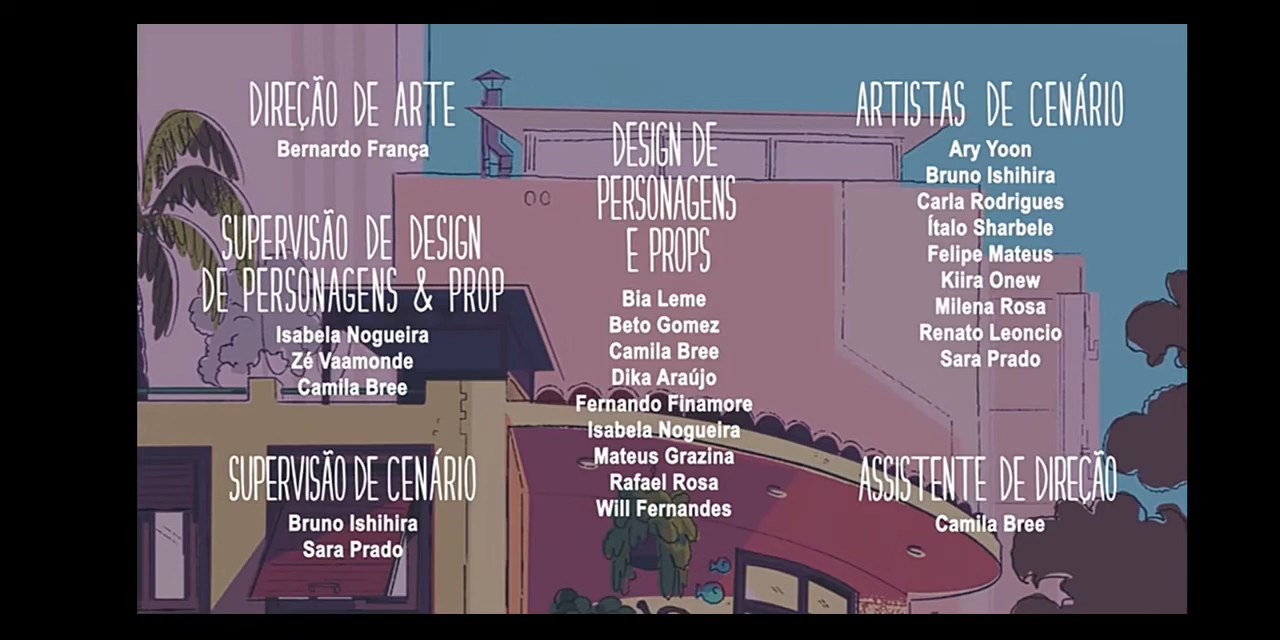 DIREÇÃO DE ARTE
Bernardo França
SUPERVISÃO DE DESIGN
DE PERSONAGENS & PROP
Isabela Nogueira
Zé Vaamonde
Camila Bree
SUPERVISÃO DE CENÁRIO
Bruno Ishihira
Sara Prado
DESIGN DE
PERSONAGENS
E PROPS
Bia Leme
Beto Gomez
Camila Bree
Dika Araújo
Fernando Finamore
Isabela Nogueira
Mateus Grazina
Rafael Rosa
Will Fernandes
ARTISTAS DE CENÁRIO
Ary Yoon
Bruno Ishihira
Carla Rodrigues
Ítalo Sharbele
Felipe Mateus
Kiira Onew
Milena Rosa
Renato Leoncio
Sara Prado
ASSISTENTE DE DIREÇÃO
Camila Bree